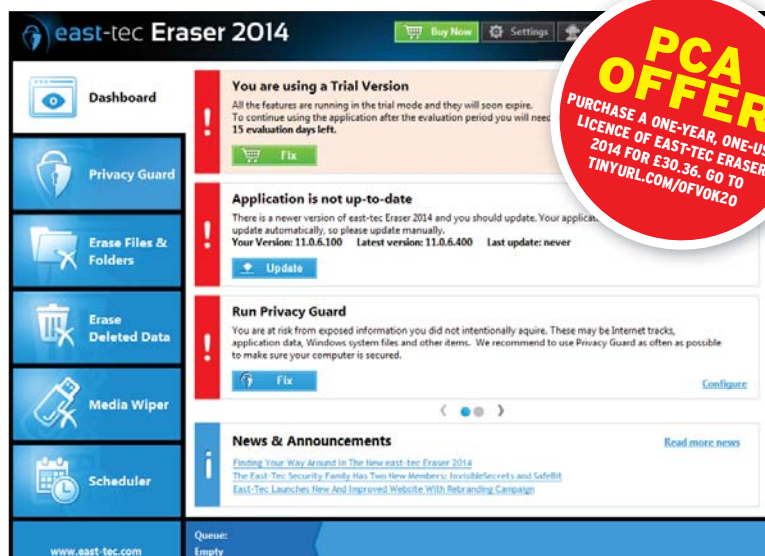 east-tec Eraser 2014
Buy Now
Settings
PCA
OFFER
PURCHASE A ONE-YEAR, ONE-US
LICENCE OF EAST-TEC ERASER
2014 FOR £30.36. GO TO
TINYURL.COM/OFVOK20
Dashboard
Privacy Guard
Erase Files &
Folders
Erase
Deleted Data
Media Wiper
Scheduler
www.east-tec.com
You are using a Trial Version
All the features are running in the trial mode and they will soon expire.
To continue using the application after the evaluation period you will need
15 evaluation days left.
Fix
Application is not up-to-date
There is a newer version of east-tec Eraser 2014 and you should update. Your applicat
update automatically, so please update manually.
Your Version: 11.0.6.100 Latest version: 11.0.6.400 Last update: never
Update
Run Privacy Guard
You are at risk from exposed information you did not intentionally aquire. These may be Internet tracks,
application data, Windows system files and other items. We recommend to use Privacy Guard as often as possible
to make sure your computer is secured.
Fix
Configure
News & Announcements
Read more news
Finding Your Way Around In The New east-tec Eraser 2014
The East-Tec Security Family Has Two New Members: InvisibleSecrets and SafeBit
East-Tec Launches New And Improved Website With Rebranding Campaign
Queue:
Empty